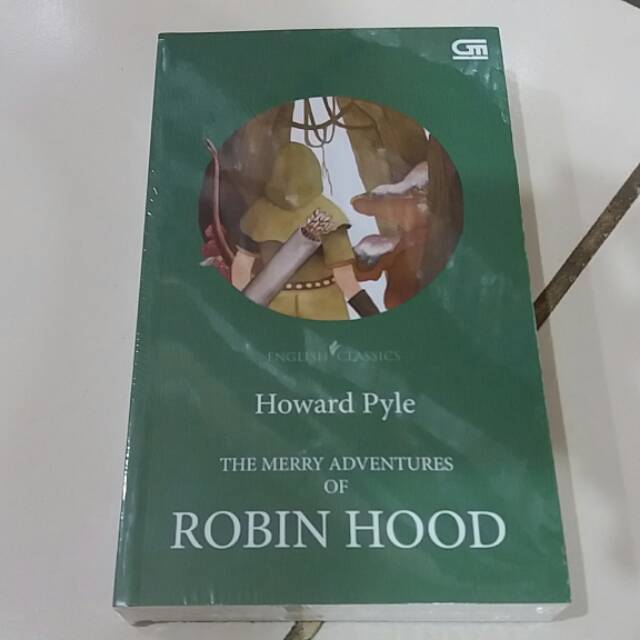 GM
ENGLISH CLASSICS
Howard Pyle
THE MERRY ADVENTURES
OF
ROBIN HOOD